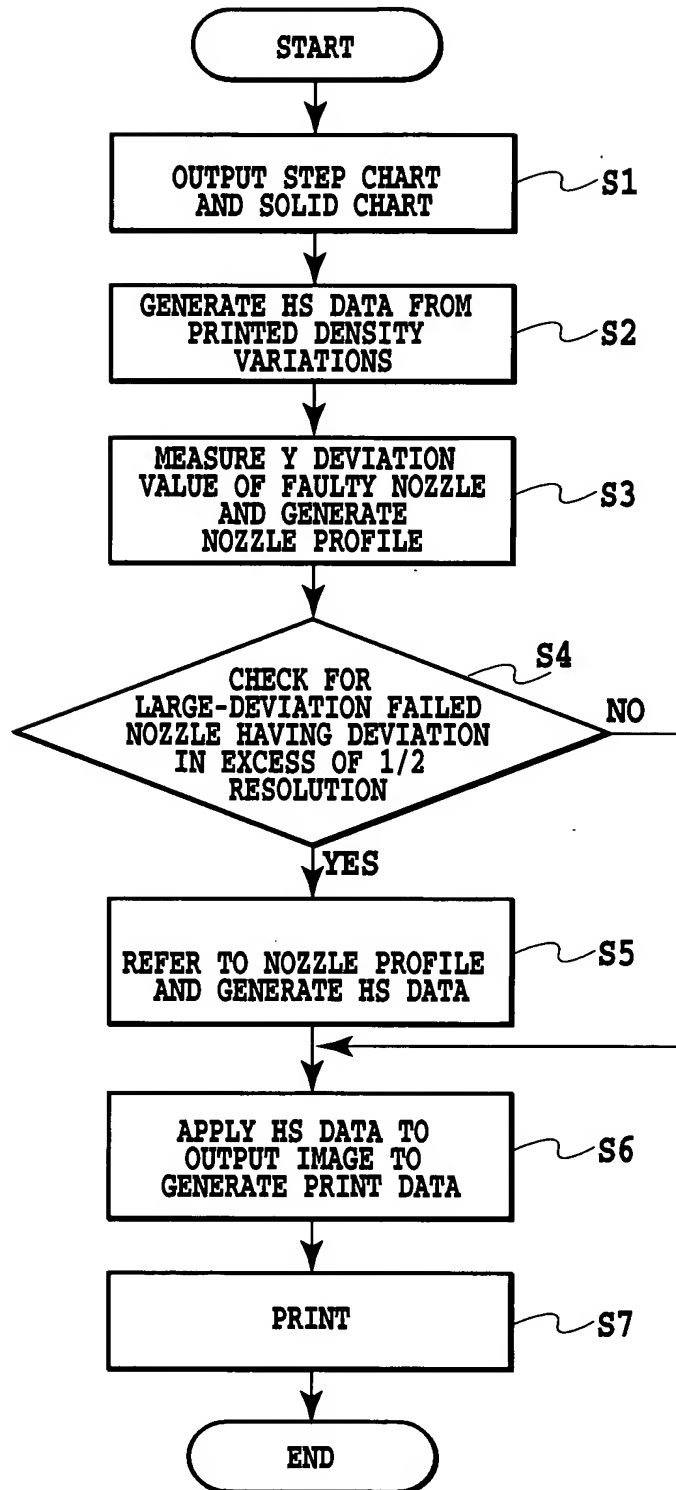 START
OUTPUT STEP CHART
AND SOLID CHART
S1
GENERATE HS DATA FROM
PRINTED DENSITY
VARIATIONS
S2
MEASURE Y DEVIATION
VALUE OF FAULTY NOZZLE
AND GENERATE
NOZZLE PROFILE
S3
S4
CHECK FOR
LARGE-DEVIATION FAILED
NOZZLE HAVING DEVIATION
IN EXCESS OF 1/2
RESOLUTION
NO
YES
REFER TO NOZZLE PROFILE
AND GENERATE HS DATA
S5
APPLY HS DATA TO
OUTPUT IMAGE TO
GENERATE PRINT DATA
S6
PRINT
S7
END